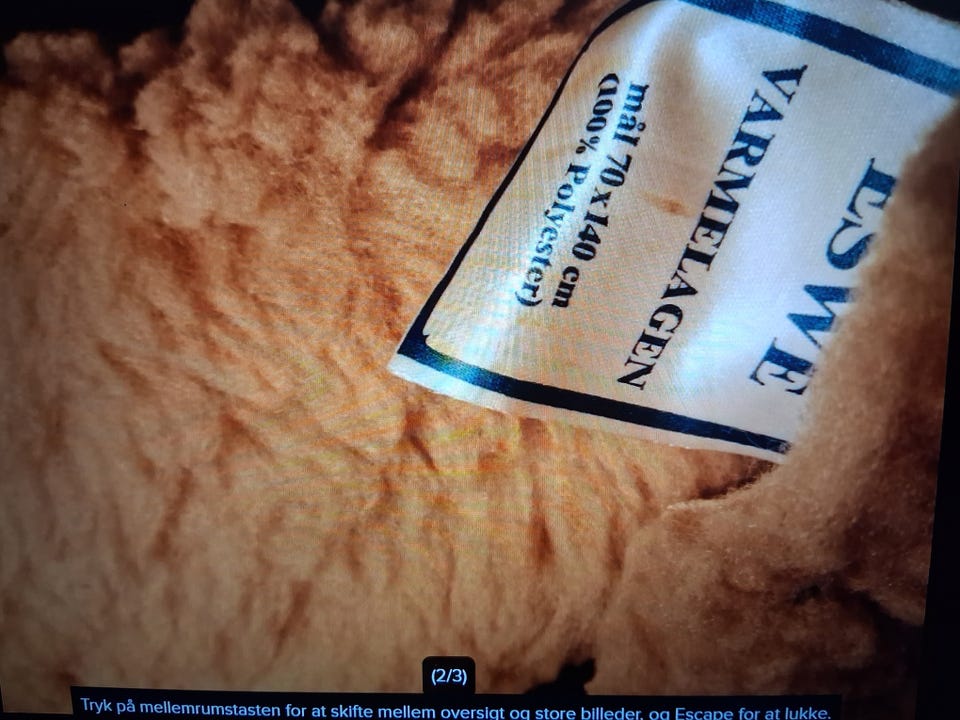 ESWE
VARMELAGEN
mål 70 x 140 cm
(100% Polyester)
(2/3)
Tryk på mellemrumstasten for at skifte mellem oversigt og store billeder, og Escape for at lukke.